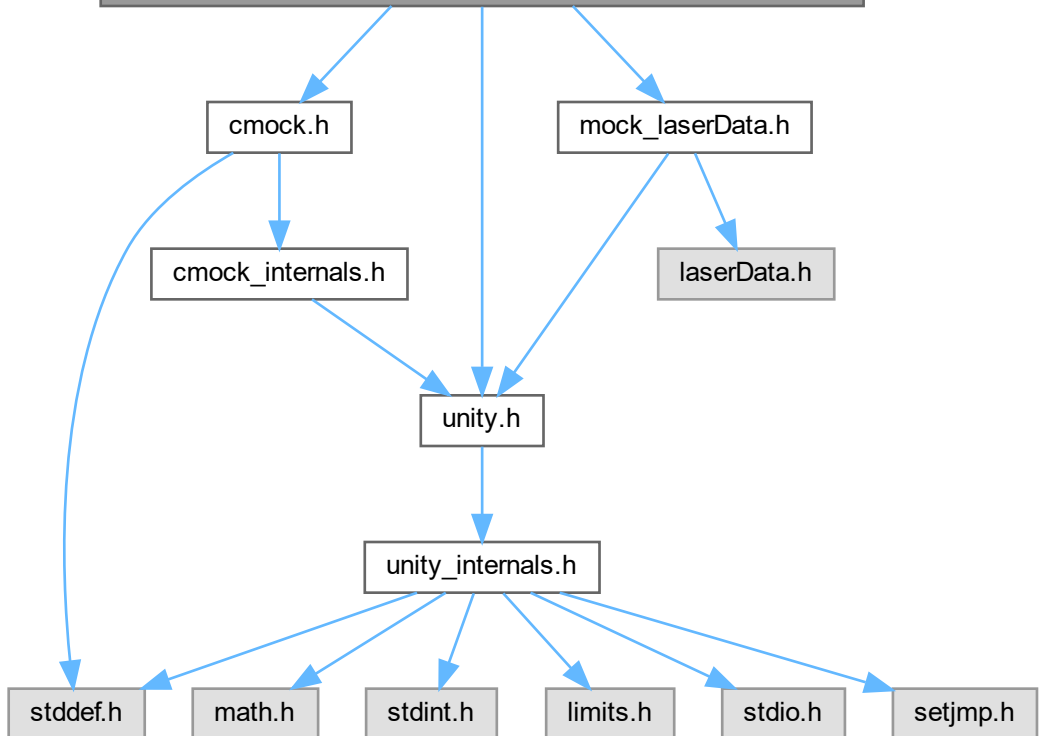 cmock.h
mock_laserData.h
cmock_internals.h
laserData.h
unity.h
unity_internals.h
stddef.h
math.h
stdint.h
limits.h
stdio.h
setjmp.h